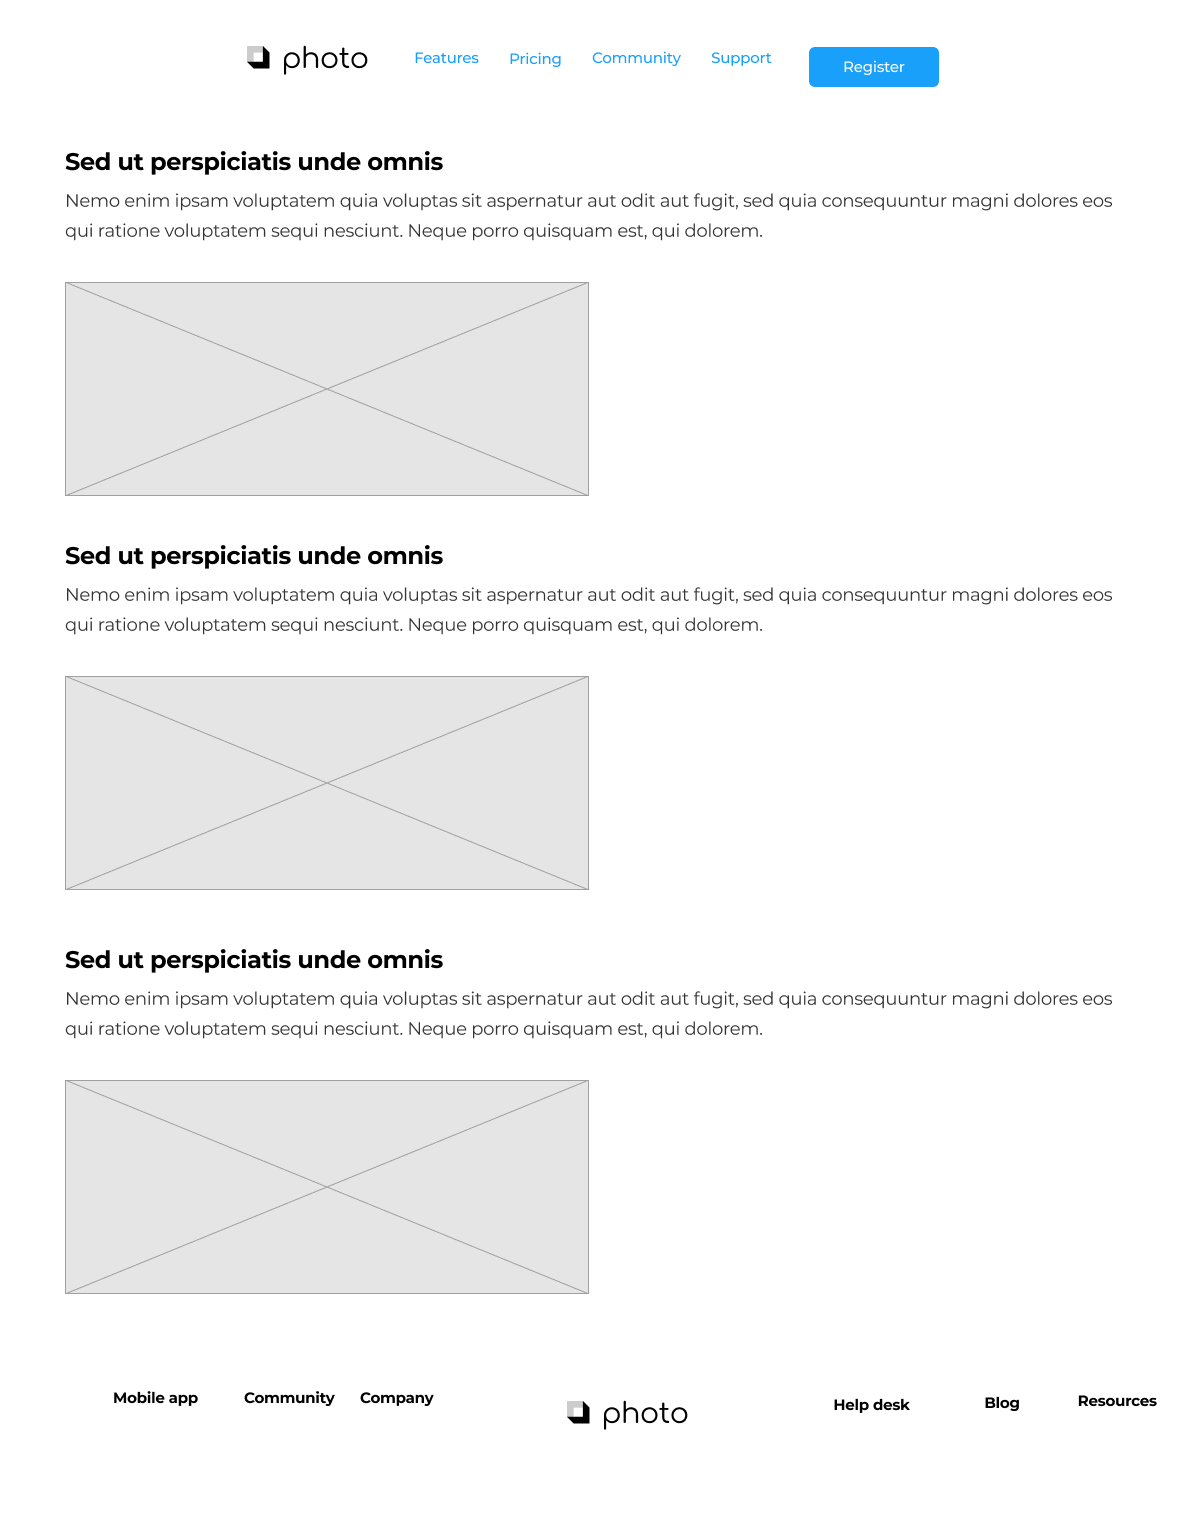 photo
Features
Pricing
Community
Support
Register
Sed ut perspiciatis unde omnis
Nemo enim ipsam voluptatem quia voluptas sit aspernatur aut odit aut fugit, sed quia consequuntur magni dolores eos
qui ratione voluptatem sequi nesciunt. Neque porro quisquam est, qui dolorem.
Sed ut perspiciatis unde omnis
Nemo enim ipsam voluptatem quia voluptas sit aspernatur aut odit aut fugit, sed quia consequuntur magni dolores eos
qui ratione voluptatem sequi nesciunt. Neque porro quisquam est, qui dolorem.
Sed ut perspiciatis unde omnis
Nemo enim ipsam voluptatem quia voluptas sit aspernatur aut odit aut fugit, sed quia consequuntur magni dolores eos
qui ratione voluptatem sequi nesciunt. Neque porro quisquam est, qui dolorem.
Mobile app
Community
Company
photo
Help desk
Blog
Resources